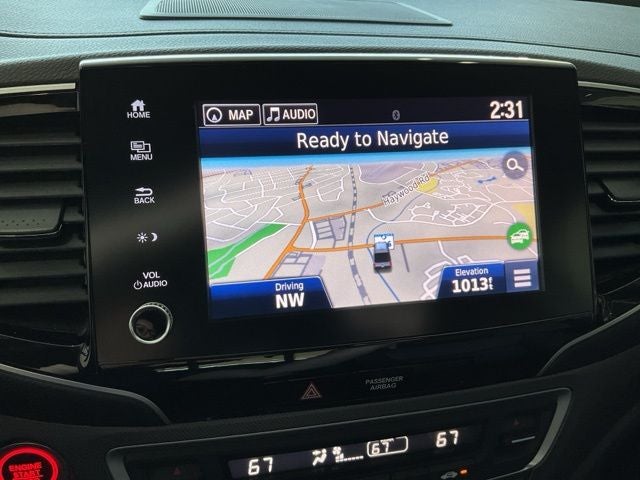 MAP AUDIO 2:31
HOME
Ready to Navigate
MENU
Haywood Rd
BACK
VOL
AUDIO
Driving
NW
Elevation
1013ft
PASSENGER
AIRBAG
67 67 67
ENGINE
START